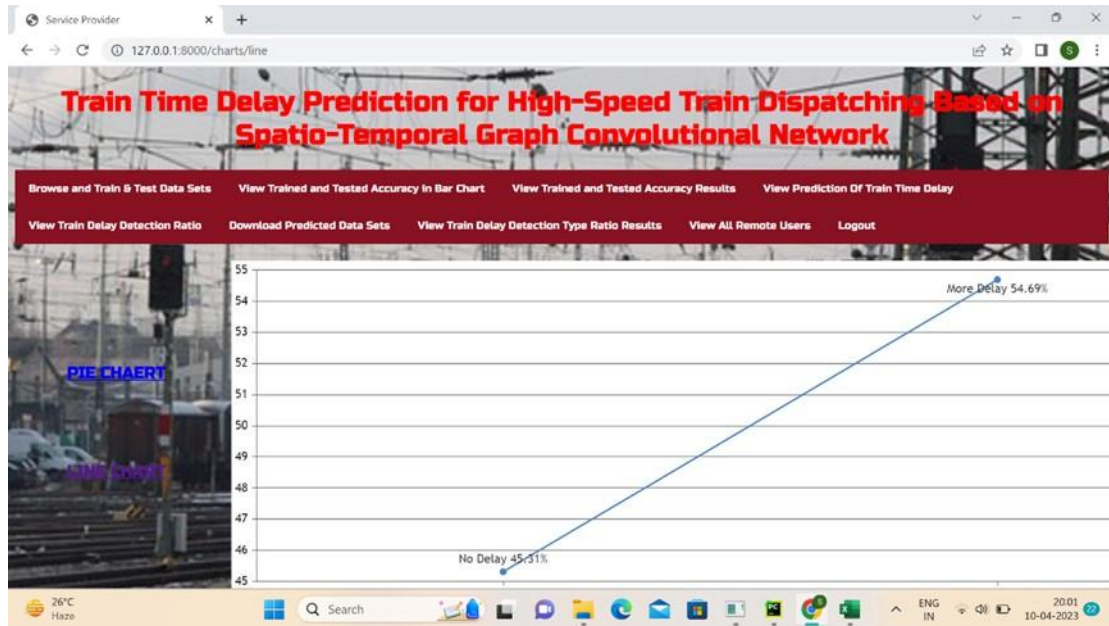 Service Provider
127.0.0.1:8000/charts/line
S
Train Time Delay Prediction for High-Speed Train Dispatching Based on
Spatio-Temporal Graph Convolutional Network
Browse and Train & Test Data Sets View Trained and Tested Accuracy in Bar Chart View Trained and Tested Accuracy Results View Prediction Of Train Time Delay
View Train Delay Detection Ratio Download Predicted Data Sets View Train Delay Detection Type Ratio Results View All Remote Users Logout
55
More Delay 54.69%
54
53
52
PIE CHAERT
51
50
49
LINE CHAERT
48
47
46
No Delay 45.31%
45
26°C
Haze
Search
ENG
IN
20:01
10-04-2023
22